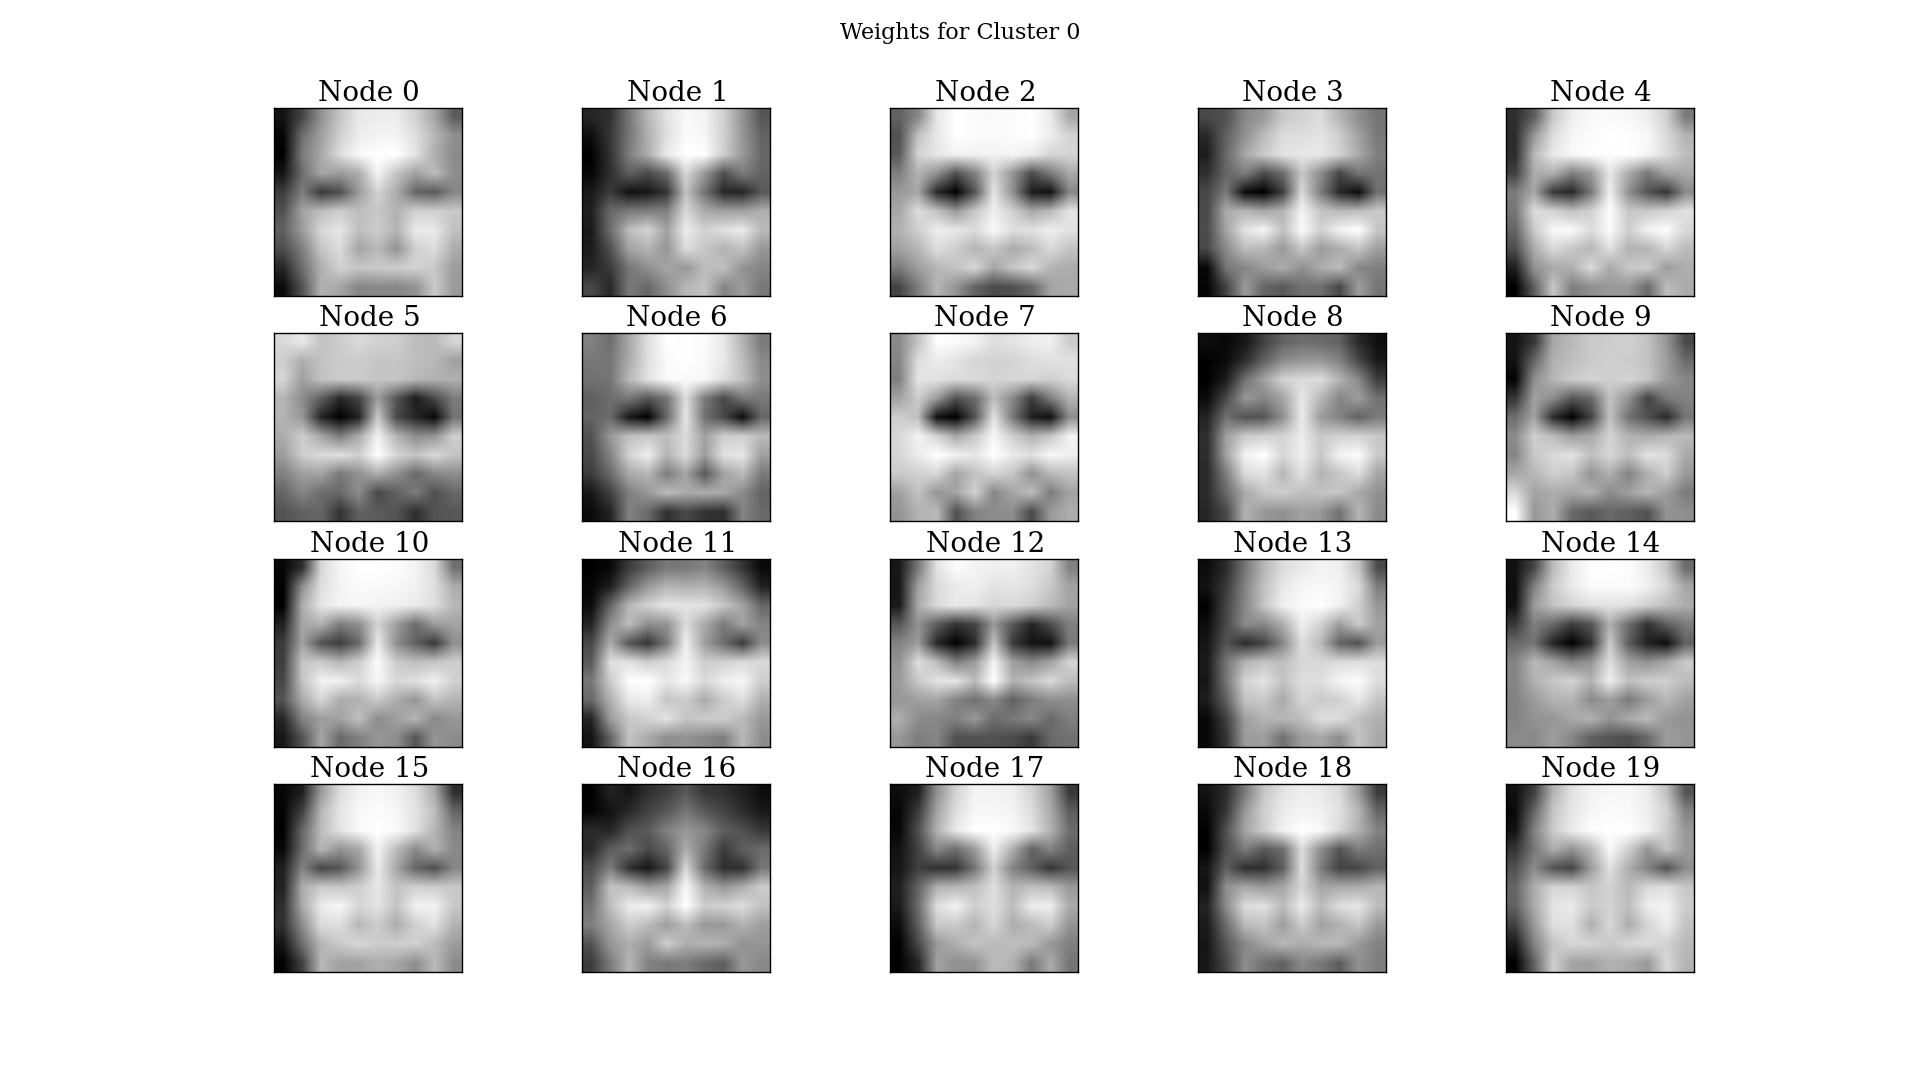 Weights for Cluster 0
Node 0 Node 1 Node 2 Node 3 Node 4
Node 5 Node 6 Node 7 Node 8 Node 9
Node 10 Node 11 Node 12 Node 13 Node 14
Node 15 Node 16 Node 17 Node 18 Node 19